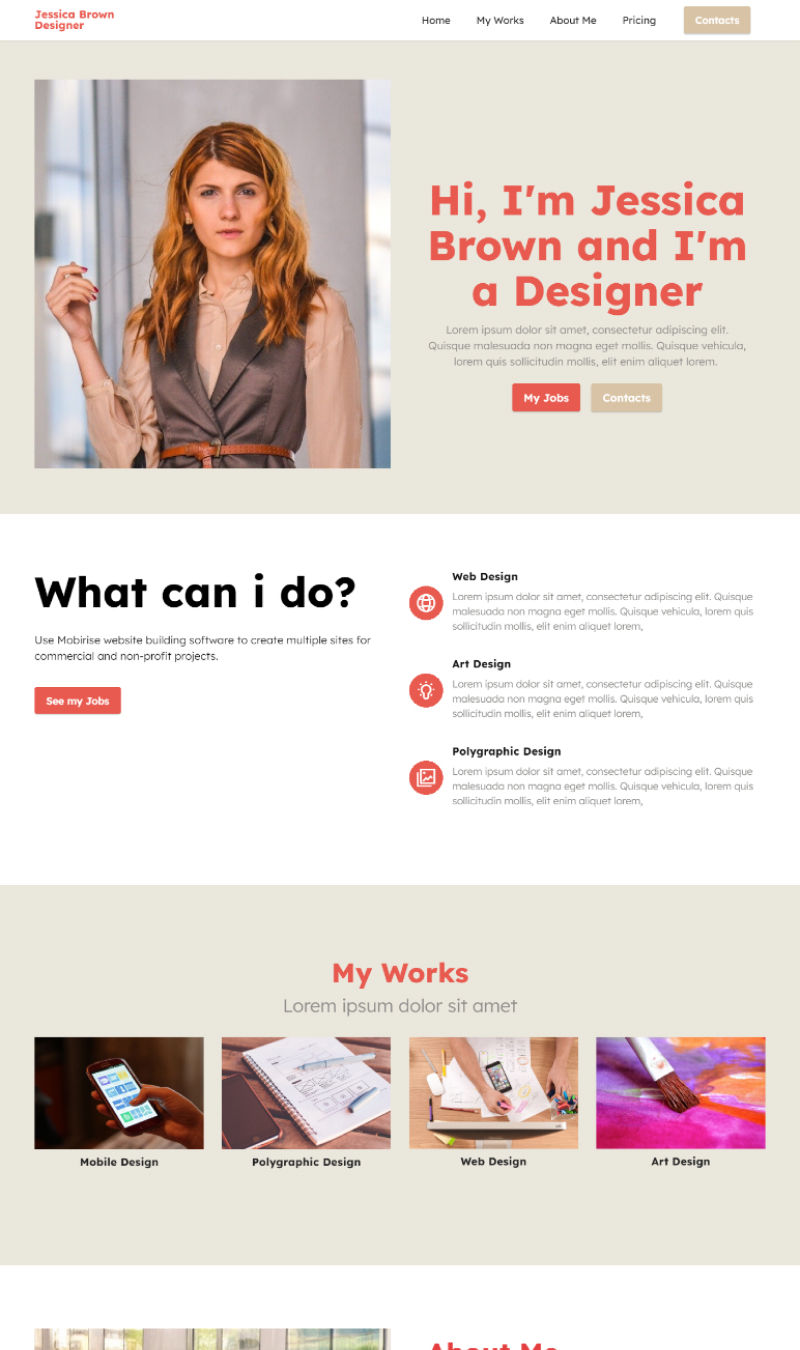 Jessica Brown
Designer
Home
My Works
About Me
Pricing
Contacts
Hi, I'm Jessica
Brown and I'm
a Designer
Lorem ipsum dolor sit amet, consectetur adipiscing elit.
Quisque malesuada non magna eget mollis. Quisque vehicula,
lorem quis sollicitudin mollis, elit enim aliquet lorem.
My Jobs
Contacts
What can i do?
Use Mobirise website building software to create multiple sites for
commercial and non-profit projects.
See my Jobs
Web Design
Lorem ipsum dolor sit amet, consectetur adipiscing elit. Quisque
malesuada non magna eget mollis. Quisque vehicula, lorem quis
sollicitudin mollis, elit enim aliquet lorem,
Art Design
Lorem ipsum dolor sit amet, consectetur adipiscing elit. Quisque
malesuada non magna eget mollis. Quisque vehicula, lorem quis
sollicitudin mollis, elit enim aliquet lorem,
Polygraphic Design
Lorem ipsum dolor sit amet, consectetur adipiscing elit. Quisque
malesuada non magna eget mollis. Quisque vehicula, lorem quis
sollicitudin mollis, elit enim aliquet lorem,
My Works
Lorem ipsum dolor sit amet
Mobile Design
Polygraphic Design
Web Design
Art Design
About Me